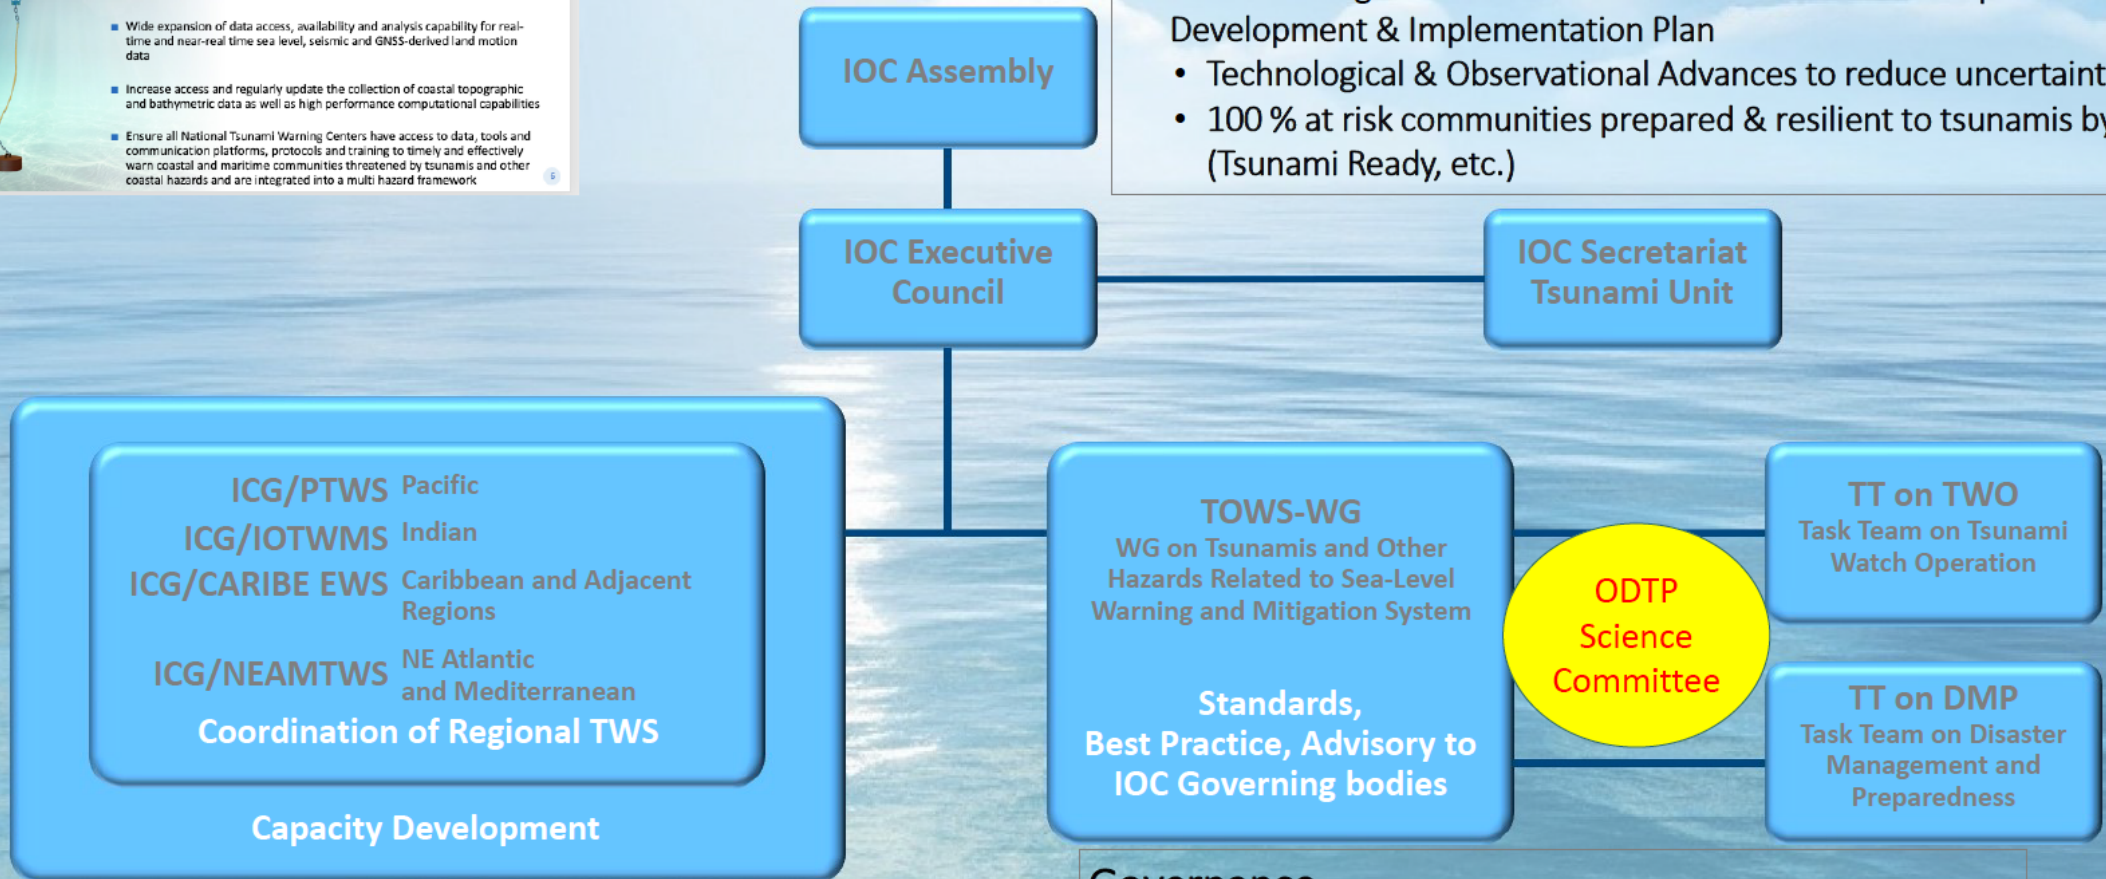 Wide expansion of data access, availability and analysis capability for real-
time and near-real time sea level, seismic and GNSS-derived land motion
data
Increase access and regularly update the collection of coastal topographic
and bathymetric data as well as high performance computational capabilities
Ensure all National Tsunami Warning Centers have access to data, tools and
communication platforms, protocols and training to timely and effectively
warn coastal and maritime communities threatened by tsunamis and other
coastal hazards and are integrated into a multi hazard framework
Development & Implementation Plan
• Technological & Observational Advances to reduce
• 100 % at risk communities prepared & resilient to tsunamis
(Tsunami Ready, etc.)
IOC Assembly
IOC Executive
Council
IOC Secretariat
Tsunami Unit
ICG/PTWS Pacific
ICG/IOTWMS Indian
ICG/CARIBE EWS Caribbean and Adjacent
Regions
ICG/NEAMTWS NE Atlantic
and Mediterranean
Coordination of Regional TWS
Capacity Development
TOWS-WG
WG on Tsunamis and Other
Hazards Related to Sea-Level
Warning and Mitigation System
Standards,
Best Practice, Advisory to
IOC Governing bodies
ODTP
Science
Committee
TT on TWO
Task Team on Tsunami
Watch Operation
TT on DMP
Task Team on Disaster
Management and
Preparedness